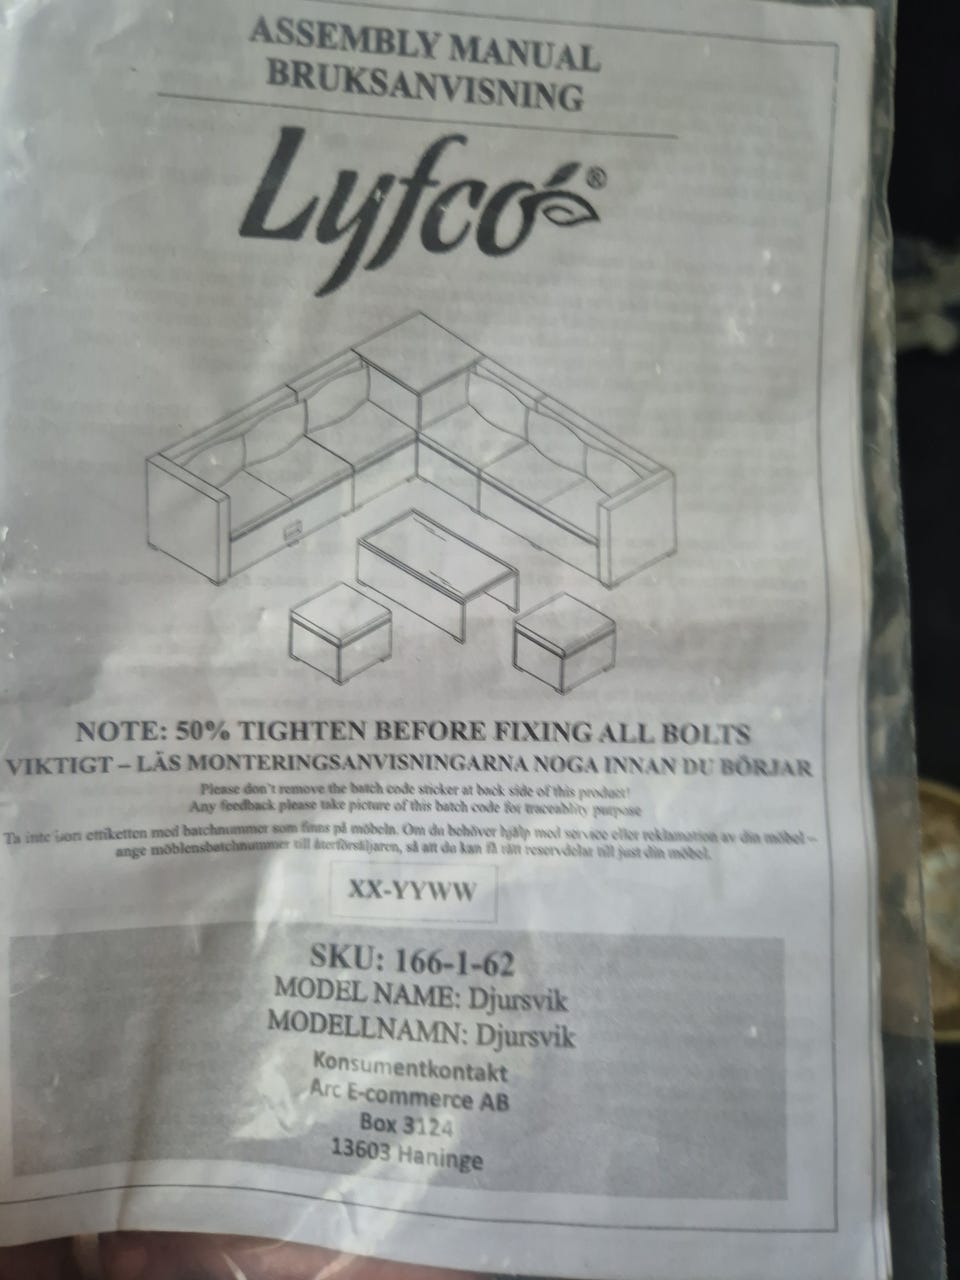 ASSEMBLY MANUAL
BRUKSANVISNING
Lyfco®
NOTE: 50% TIGHTEN BEFORE FIXING ALL BOLTS
VIKTIGT – LÄS MONTERINGSANVISNINGARNA NOGA INNAN DU BÖRJAR
Please don't remove the batch code sticker at back side of this product!
Any feedback please take picture of this batch code for traceablity purpose
Ta inte bort etiketten med batchnummer som finns på möbeln. Om du behöver hjälp med service eller reklamation av din möbel –
ange möblensbatchnummer till återförsäljaren, så att du kan få rätt reservdelar till just din möbel.
XX-YYWW
SKU: 166-1-62
MODEL NAME: Djursvik
MODELLNAMN: Djursvik
Konsumentkontakt
Arc E-commerce AB
Box 3124
13603 Haninge